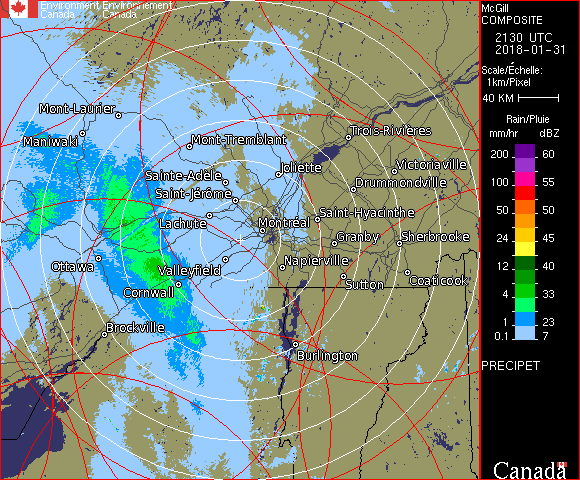 Environment Environnement
Canada Canada
McGill
COMPOSITE
2130 UTC
2018-01-31
Scale/Échelle:
1km/Pixel
40 KM
Rain/Pluie
mm/hr dBZ
200 60
100 55
50 50
45 45
24 40
12 40
4 33
1 23
0.1 7
PRECIPET
Canada
Mont-Laurier
Maniwaki
Mont-Tremblant
Trois-Rivières
Joliette
Victoriaville
Sainte-Adèle
Drummondville
Saint-Jérôme
Saint-Hyacinthe
Lachute
Montréal
Granby
Sherbrooke
Ottawa
Valleyfield
Napierville
Sutton
Coaticook
Cornwall
Brockville
Burlington